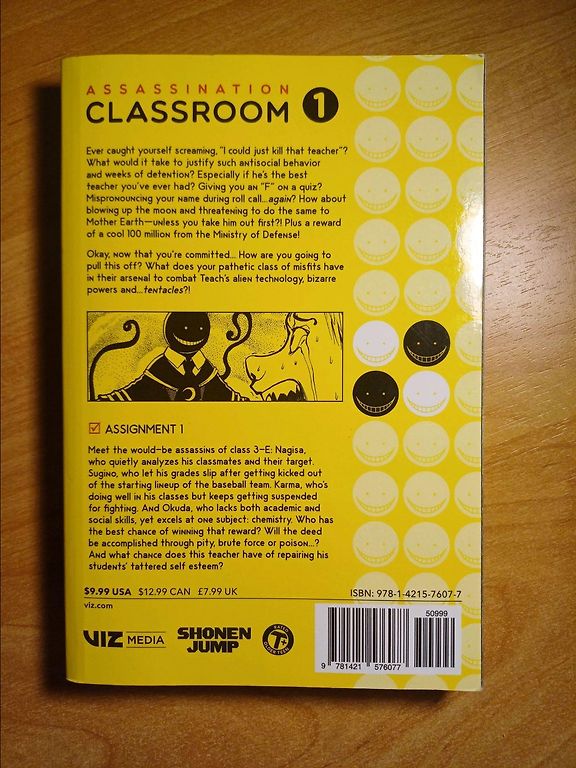 ASSASSINATION
CLASSROOM 1
Ever caught yourself screaming, "I could just kill that teacher"?
What would it take to justify such antisocial behavior
and weeks of detention? Especially if he's the best
teacher you've ever had? Giving you an "F" on a quiz?
Mispronouncing your name during roll call...again? How about
blowing up the moon and threatening to do the same to
Mother Earth—unless you take him out first?! Plus a reward
of a cool 100 million from the Ministry of Defense!
Okay, now that you're committed... How are you going to
pull this off? What does your pathetic class of misfits have
in their arsenal to combat Teach's alien technology, bizarre
powers and...tentacles?!
ASSIGNMENT 1
Meet the would-be assassins of class 3-E: Nagisa,
who quietly analyzes his classmates and their target.
Sugino, who let his grades slip after getting kicked out
of the starting lineup of the baseball team. Karma, who's
doing well in his classes but keeps getting suspended
for fighting. And Okuda, who lacks both academic and
social skills, yet excels at one subject: chemistry. Who has
the best chance of winning that reward? Will the deed
be accomplished through pity, brute force or poison...?
And what chance does this teacher have of repairing his
students' tattered self esteem?
$9.99 USA $12.99 CAN £7.99 UK
ISBN: 978-1-4215-7607-7
viz.com
50999
VIZ MEDIA
SHONEN
JUMP
RATED
T+
OLDER TEEN
9 781421 576077